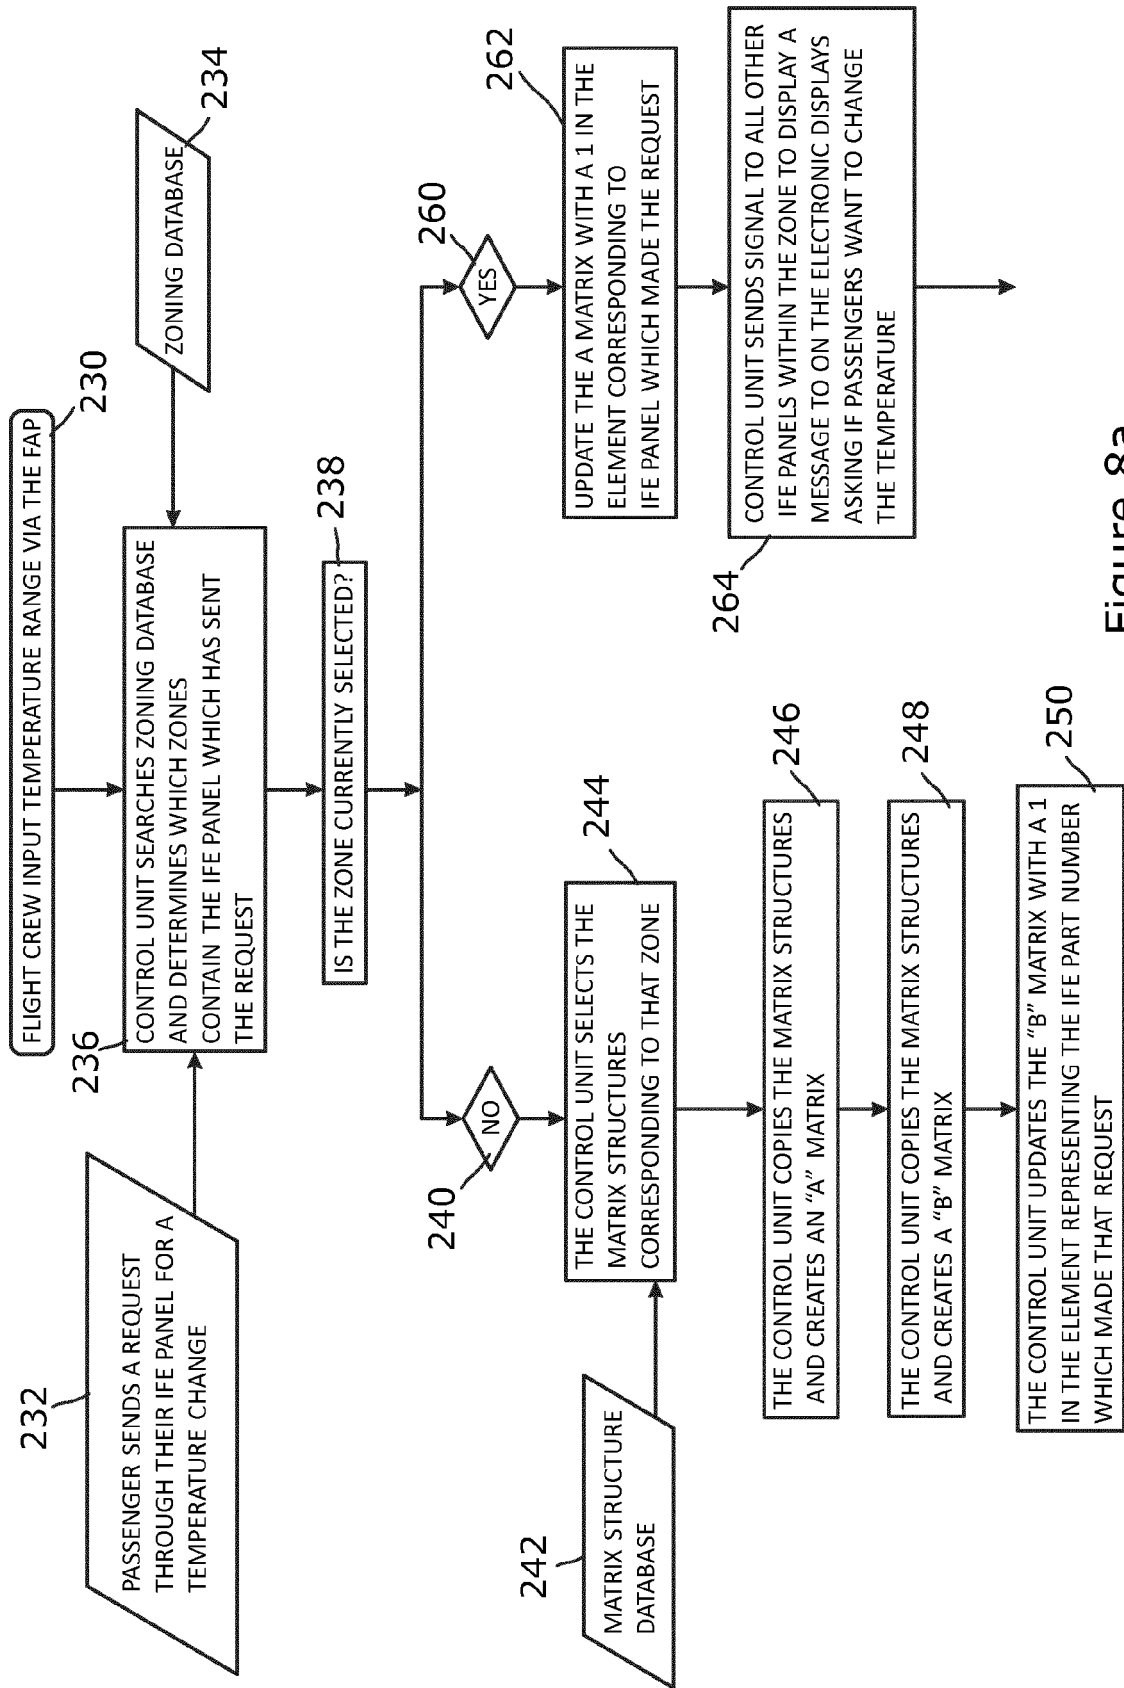 FLIGHT CREW INPUT TEMPERATURE RANGE VIA THE FAP
230
232
PASSENGER SENDS A REQUEST
THROUGH THEIR IFE PANEL FOR A
TEMPERATURE CHANGE
236
CONTROL UNIT SEARCHES ZONING DATABASE
AND DETERMINES WHICH ZONES
CONTAIN THE IFE PANEL WHICH HAS SENT
THE REQUEST
ZONING DATABASE
234
IS THE ZONE CURRENTLY SELECTED?
238
240
NO
YES
260
242
MATRIX STRUCTURE
DATABASE
THE CONTROL UNIT SELECTS THE
MATRIX STRUCTURES
CORRESPONDING TO THAT ZONE
244
UPDATE THE A MATRIX WITH A 1 IN THE
ELEMENT CORRESPONDING TO
IFE PANEL WHICH MADE THE REQUEST
262
THE CONTROL UNIT COPIES THE MATRIX STRUCTURES
AND CREATES AN “A” MATRIX
246
264
CONTROL UNIT SENDS SIGNAL TO ALL OTHER
IFE PANELS WITHIN THE ZONE TO DISPLAY A
MESSAGE TO ON THE ELECTRONIC DISPLAYS
ASKING IF PASSENGERS WANT TO CHANGE
THE TEMPERATURE
THE CONTROL UNIT COPIES THE MATRIX STRUCTURES
AND CREATES A “B” MATRIX
248
THE CONTROL UNIT UPDATES THE “B” MATRIX WITH A 1
IN THE ELEMENT REPRESENTING THE IFE PART NUMBER
WHICH MADE THAT REQUEST
250
Figure 8a